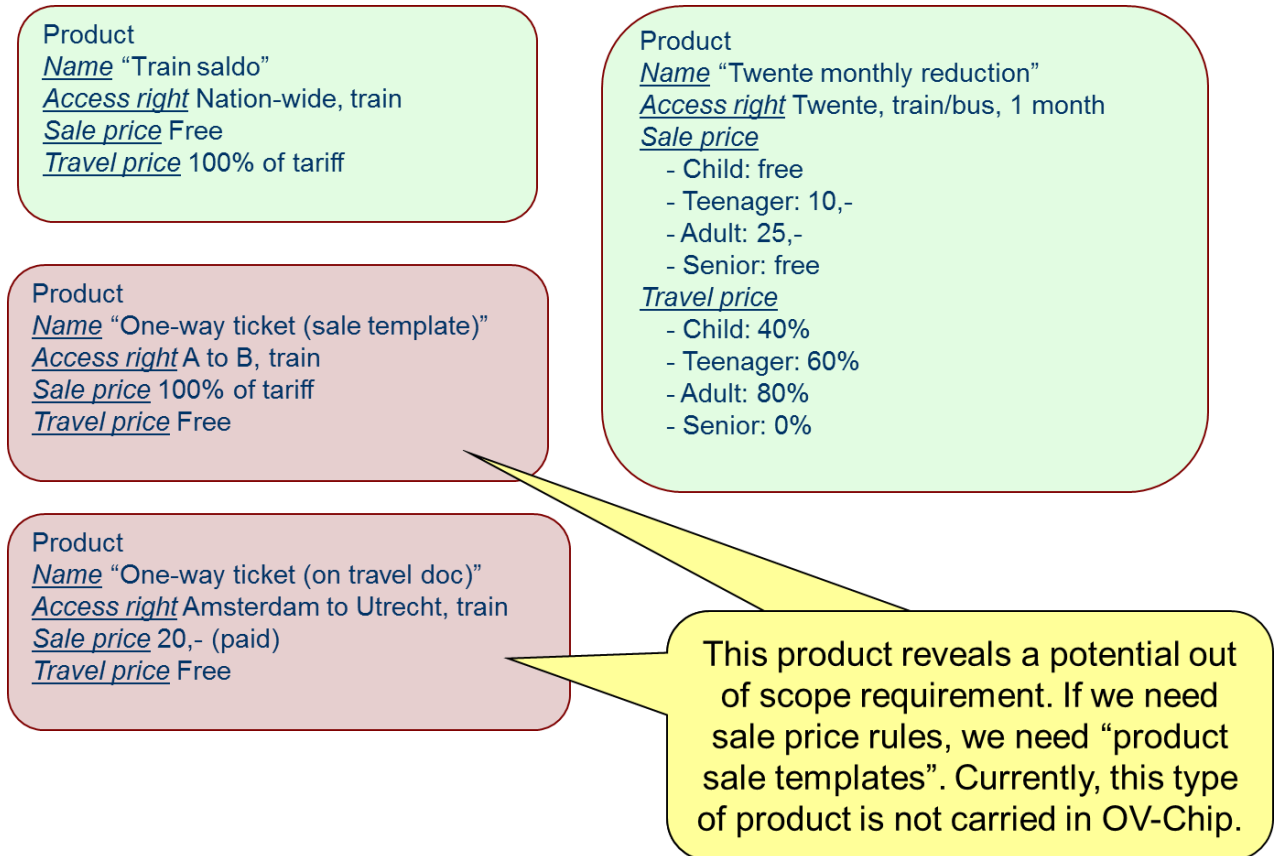 Product
Name “Train saldo”
Access right Nation-wide, train
Sale price Free
Travel price 100% of tariff
Product
Name “One-way ticket (sale template)”
Access right A to B, train
Sale price 100% of tariff
Travel price Free
Product
Name “One-way ticket (on travel doc)”
Access right Amsterdam to Utrecht, train
Sale price 20,- (paid)
Travel price Free
Product
Name “Twente monthly reduction”
Access right Twente, train/bus, 1 month
Sale price
- Child: free
- Teenager: 10,-
- Adult: 25,-
- Senior: free
Travel price
- Child: 40%
- Teenager: 60%
- Adult: 80%
- Senior: 0%
This product reveals a potential out
of scope requirement. If we need
sale price rules, we need “product
sale templates”. Currently, this type
of product is not carried in OV-Chip.